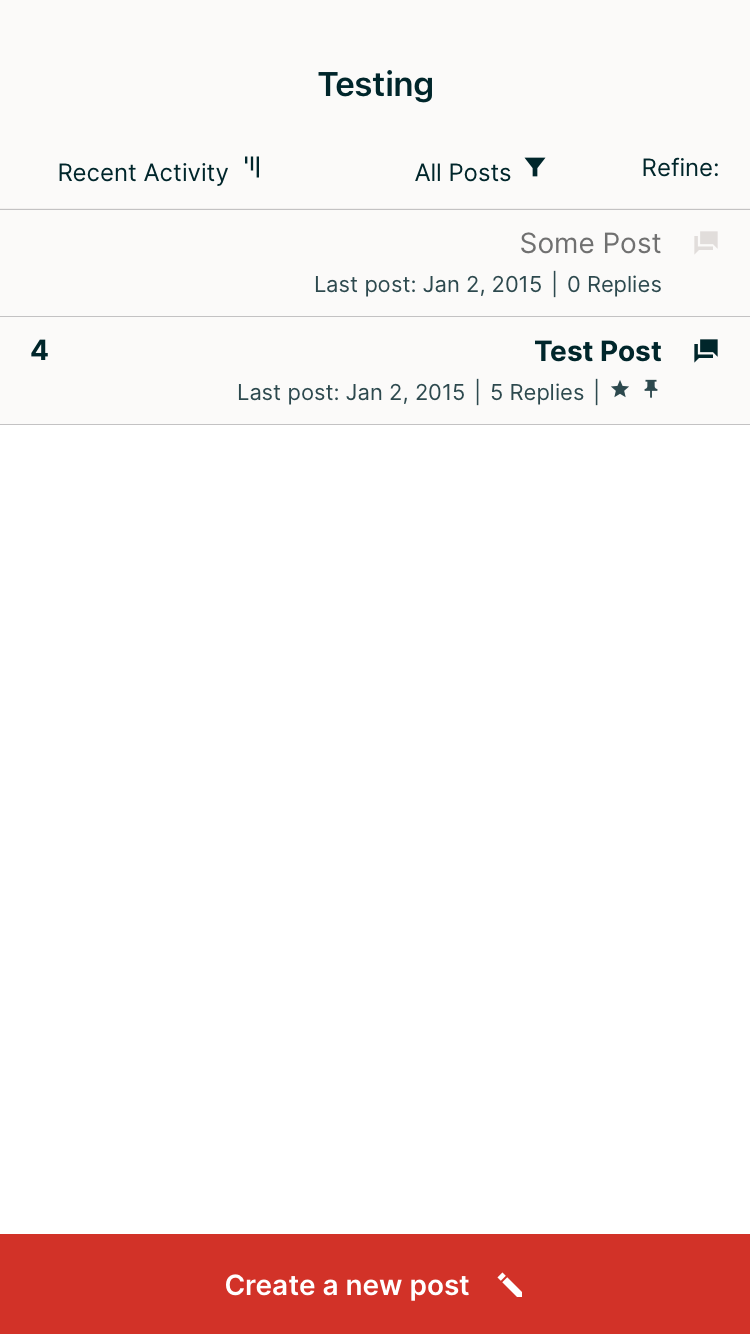 Testing
Refine:
All Posts
Recent Activity
Some Post
Last post: Jan 2, 2015 | 0 Replies
Test Post
4
Last post: Jan 2, 2015 | 5 Replies |
Create a new post